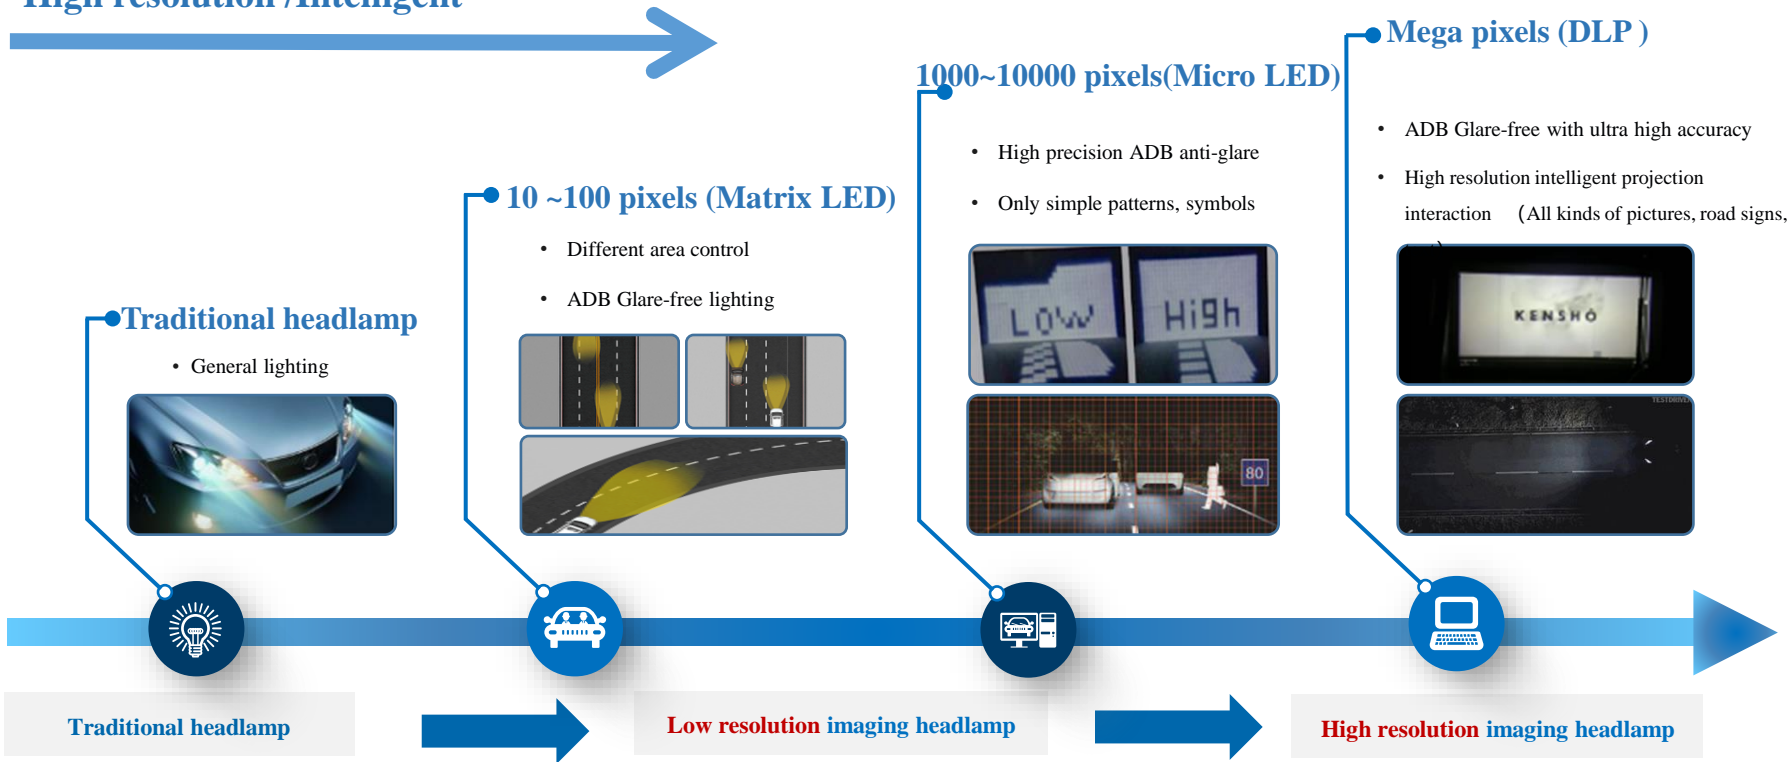 High resolution /Intelligent
Mega pixels (DLP )
1000~10000 pixels(Micro LED)
• ADB Glare-free with ultra high accuracy
• High precision ADB anti-glare
• High resolution intelligent projection
interaction （All kinds of pictures, road signs,
10 ~100 pixels (Matrix LED)
• Only simple patterns, symbols
• Different area control
• ADB Glare-free lighting
Traditional headlamp
• General lighting
LOW
High
KENSHŌ
TESTDRIVER
80
Traditional headlamp
Low resolution imaging headlamp
High resolution imaging headlamp